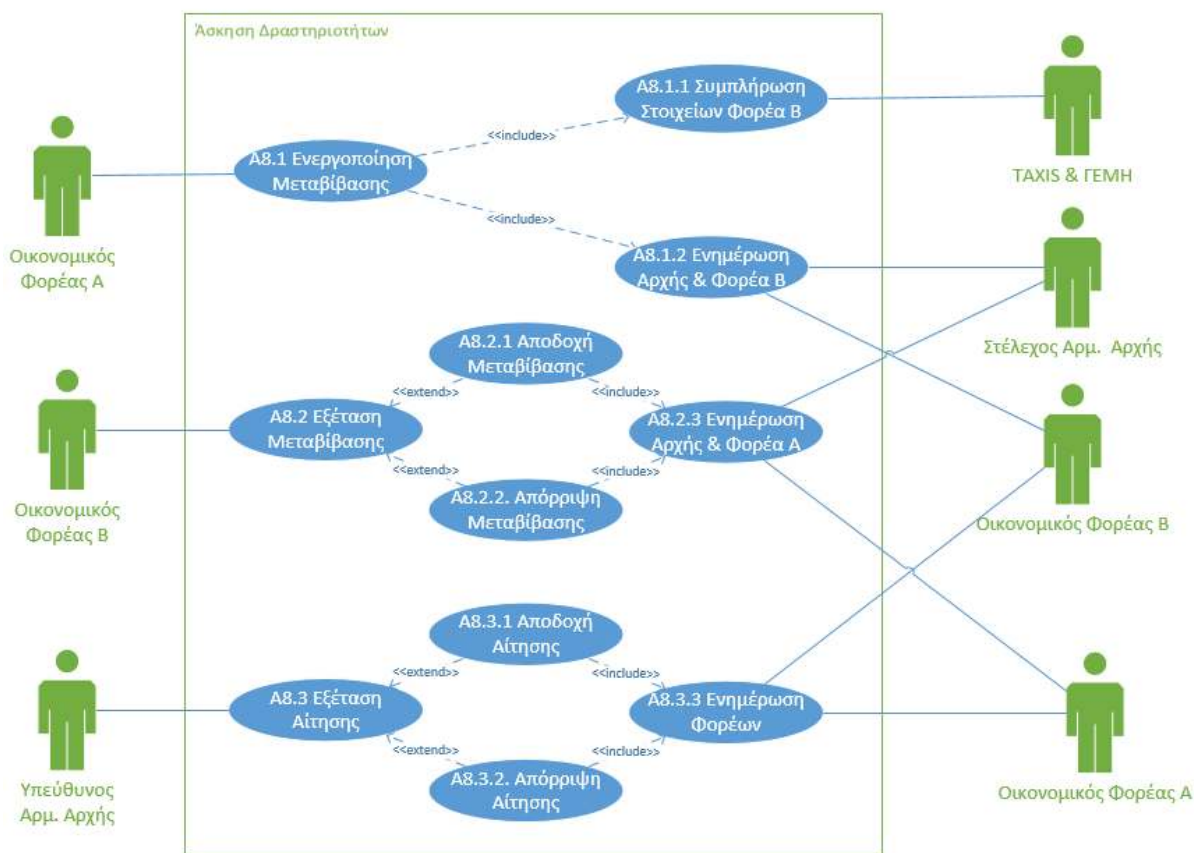 Άσκηση Δραστηριοτήτων
Α8.1.1 Συμπλήρωση
Στοιχείων Φορέα Β
<<include>>
Α8.1 Ενεργοποίηση
Μεταβίβασης
TAXIS & ΓΕΜΗ
<<include>>
Οικονομικός
Φορέας Α
Α8.1.2 Ενημέρωση
Αρχής & Φορέα Β
Στέλεχος Αρμ. Αρχής
Α8.2.1 Αποδοχή
Μεταβίβασης
<<extend>>
<<include>>
Α8.2 Εξέταση
Μεταβίβασης
Α8.2.3 Ενημέρωση
Αρχής & Φορέα Α
<<extend>>
<<include>>
Α8.2.2. Απόρριψη
Μεταβίβασης
Οικονομικός
Φορέας Β
Οικονομικός Φορέας Β
Α8.3.1 Αποδοχή
Αίτησης
<<extend>>
<<include>>
Α8.3 Εξέταση
Αίτησης
Α8.3.3 Ενημέρωση
Φορέων
<<extend>>
<<include>>
Α8.3.2. Απόρριψη
Αίτησης
Υπεύθυνος
Αρμ. Αρχής
Οικονομικός Φορέας Α